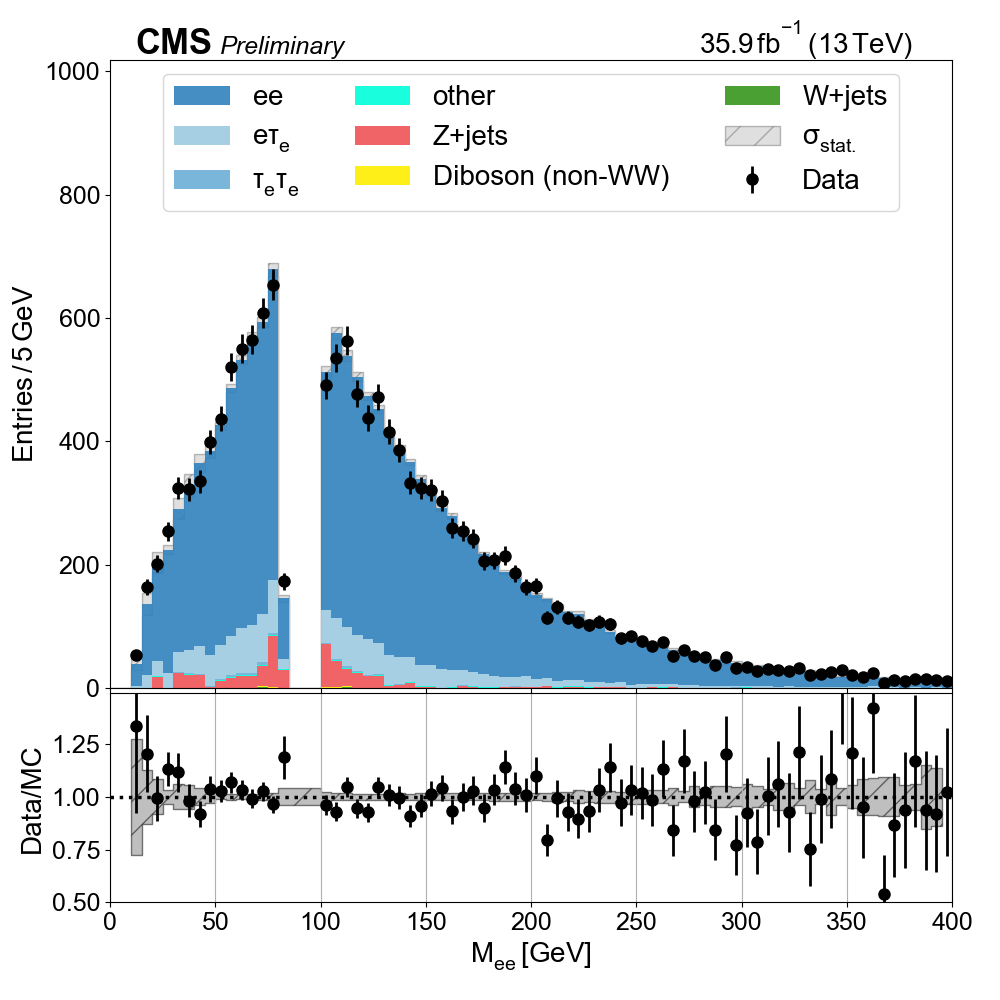 CMS Preliminary 35.9 fb⁻¹ (13 TeV)
1000
800
600
400
200
0
Entries / 5 GeV
ee
eτe
τeτe
other
Z+jets
Diboson (non-WW)
W+jets
σstat.
Data
1.25
1.00
0.75
0.50
Data/MC
0 50 100 150 200 250 300 350 400
Mee [GeV]